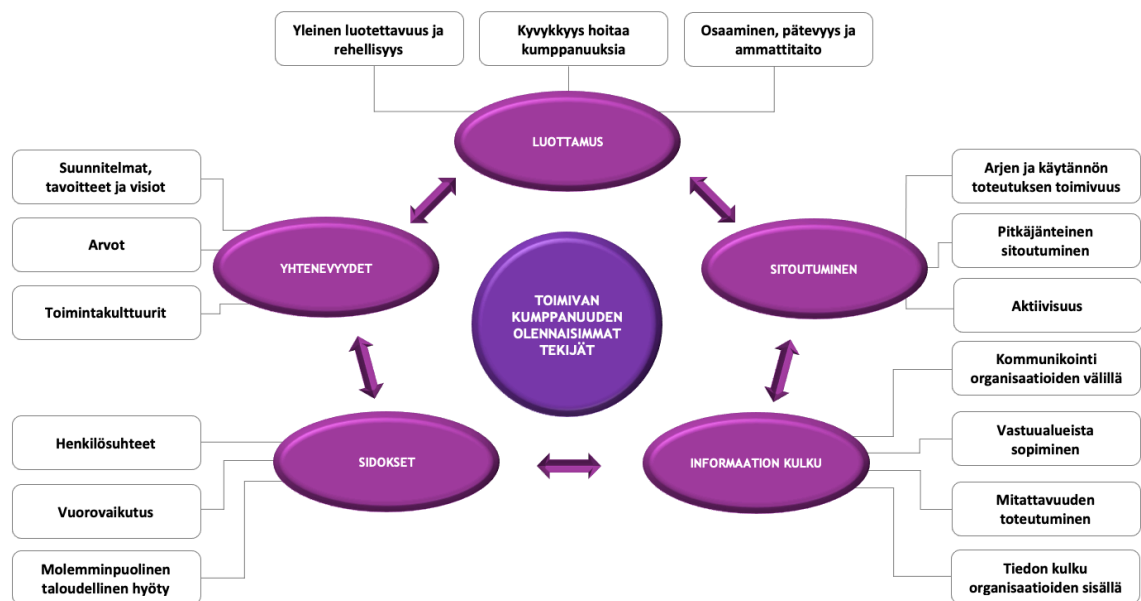 Yleinen luotettavuus ja
rehellisyys
Kyvykkyys hoitaa
kumppanuuksia
Osaaminen, pätevyys ja
ammattitaito
LUOTTAMUS
Suunnitelmat,
tavoitteet ja visiot
Arvot
Toimintakulttuurit
YHTENEVYYDET
Arjen ja käytännön
toteutuksen toimivuus
Pitkäjänteinen
sitoutuminen
Aktiivisuus
SITOUTUMINEN
TOIMIVAN
KUMPPANUUDEN
OLENNAISIMMAT
TEKIJÄT
Henkilösuhteet
Vuorovaikutus
Molemminpuolinen
taloudellinen hyöty
SIDOKSET
INFORMAATION KULKU
Kommunikointi
organisaatioiden välillä
Vastuualueista
sopiminen
Mitattavuuden
toteutuminen
Tiedon kulku
organisaatioiden sisällä